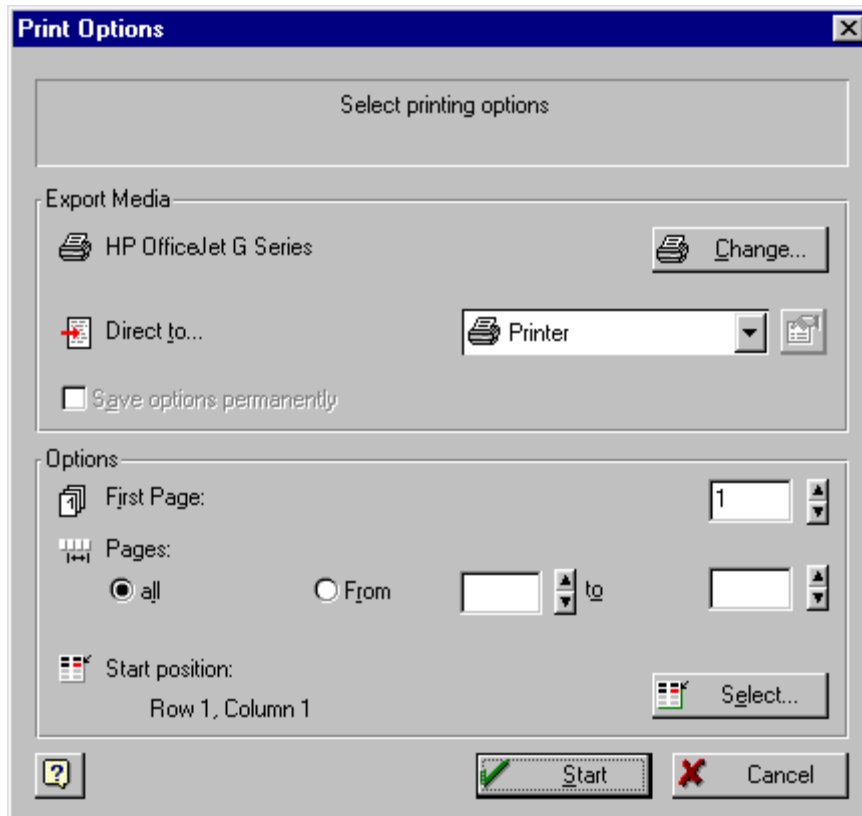 Print Options
Select printing options
Export Media
HP OfficeJet G Series
Change...
Direct to...
Printer
Save options permanently
Options
First Page:
1
Pages:
all
From
to
Start position:
Select...
Row 1, Column 1
Start
Cancel